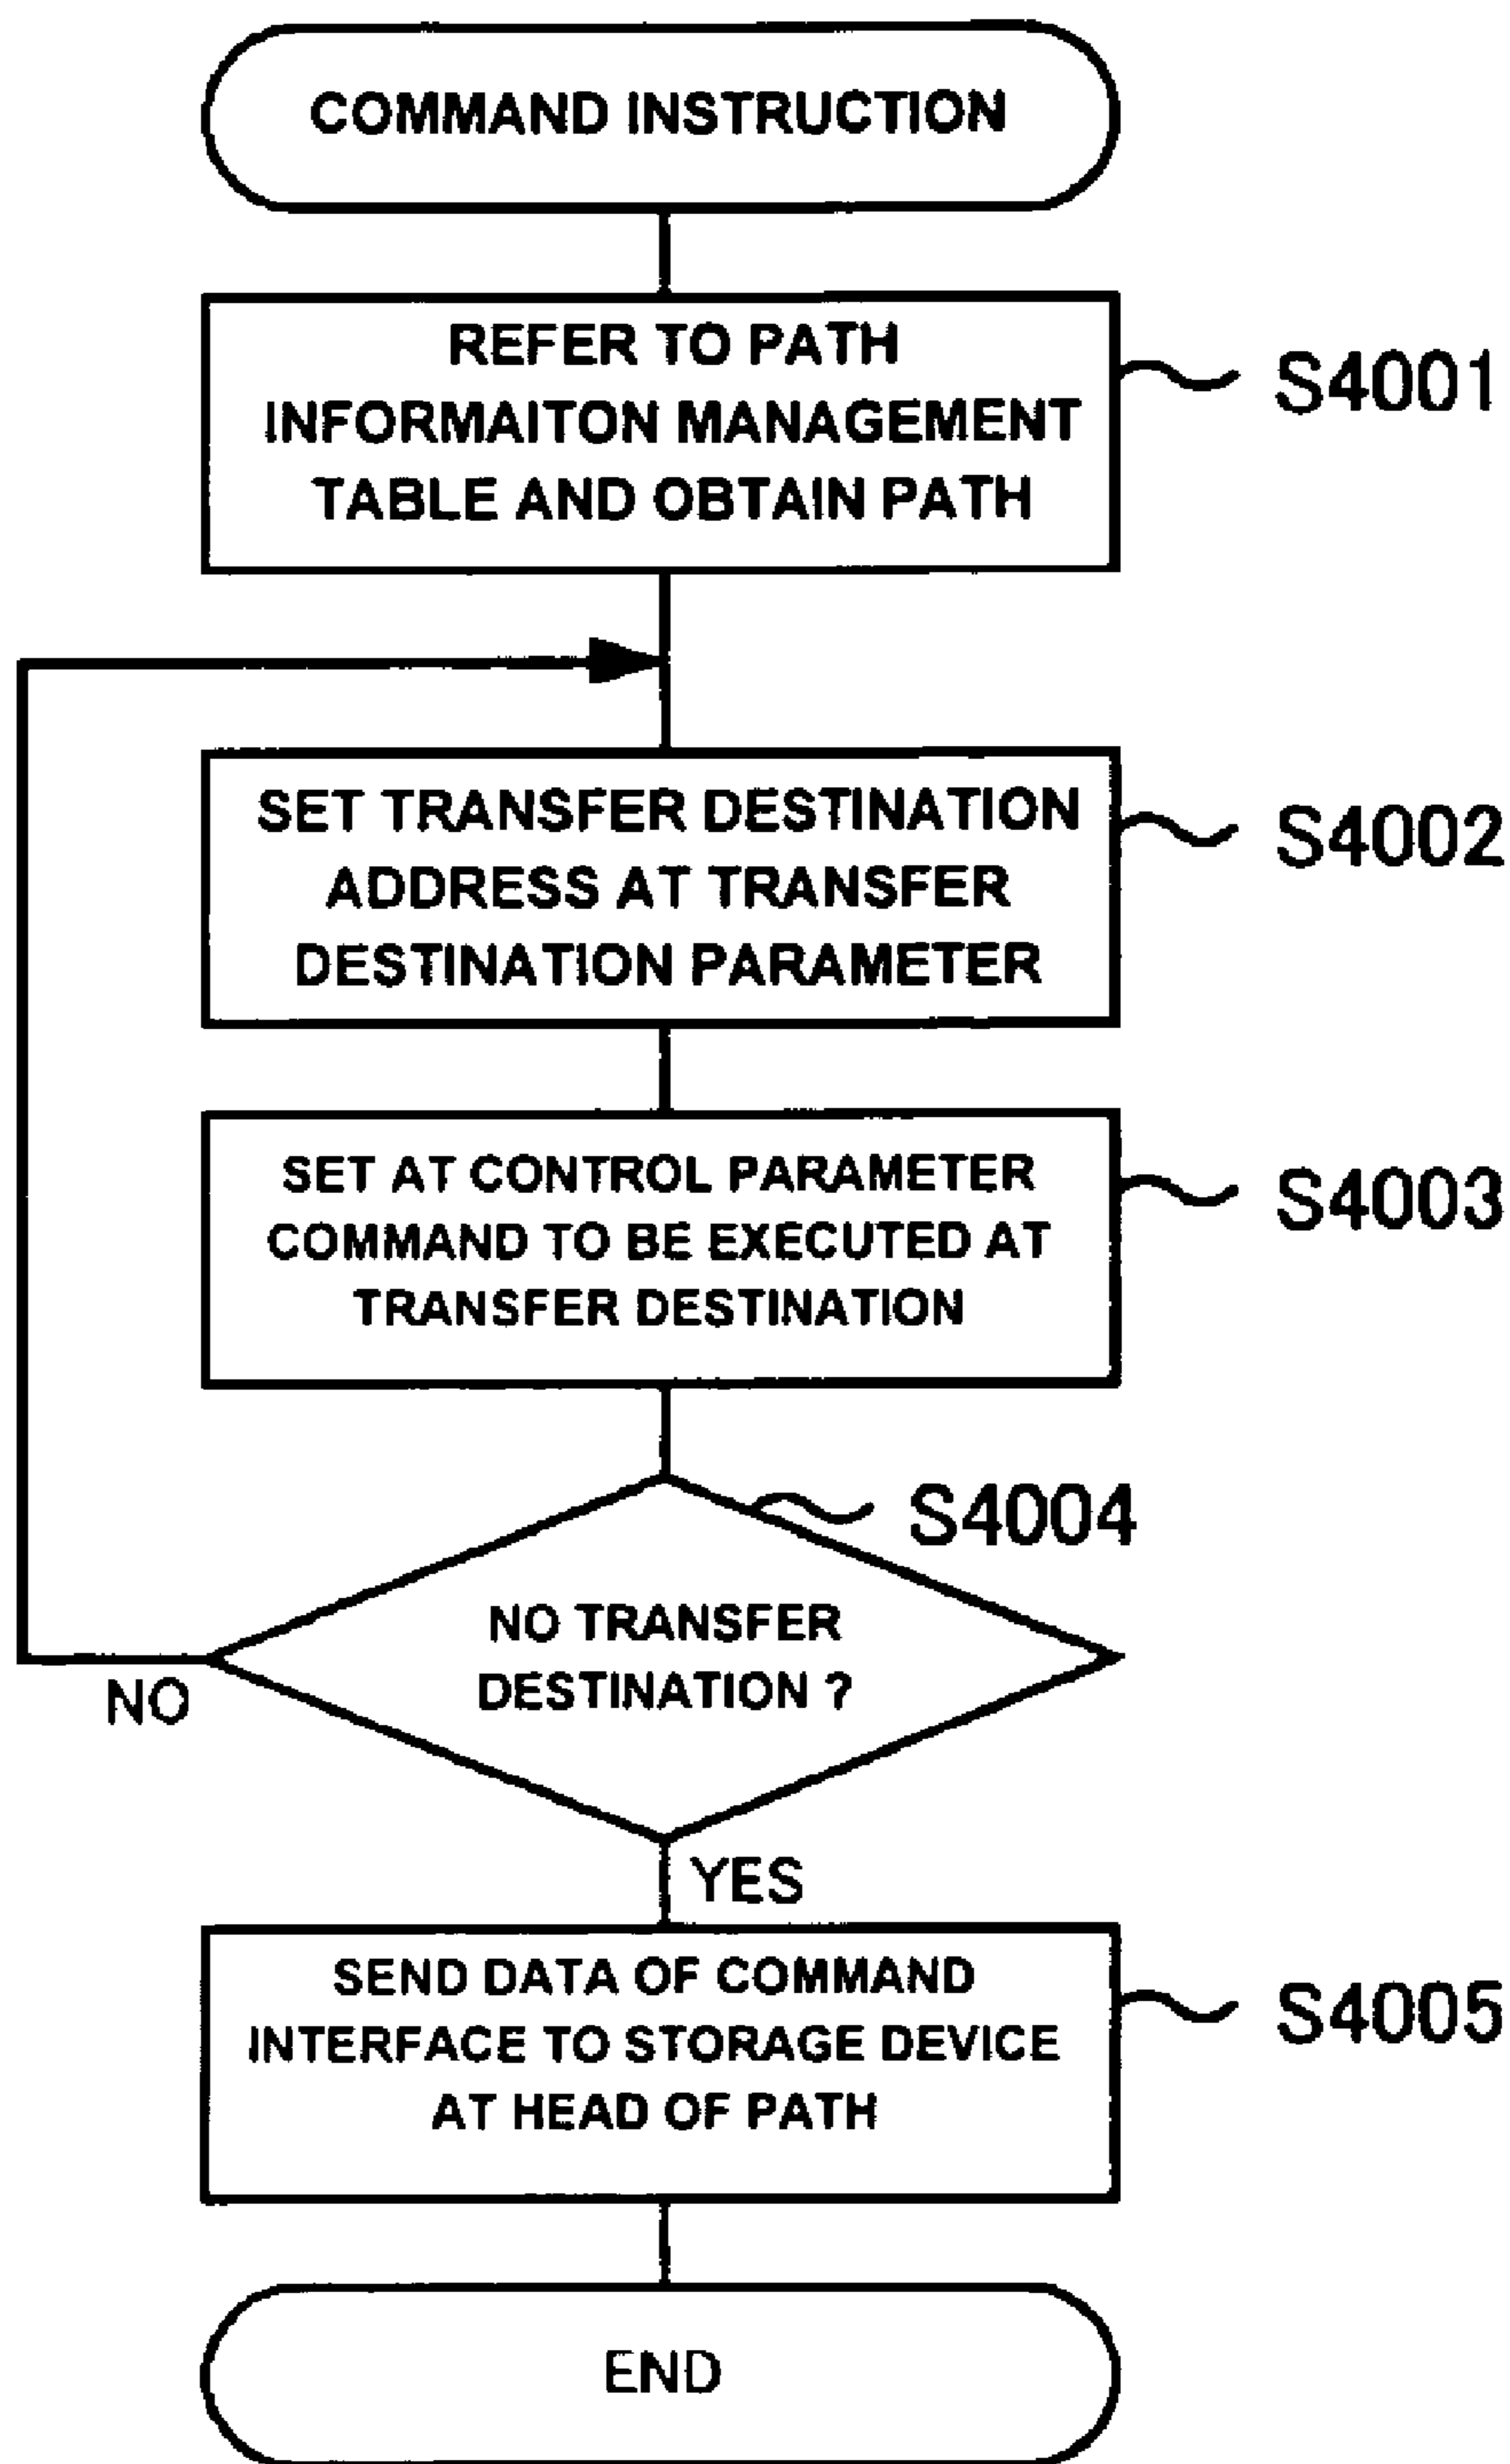 COMMAND INSTRUCTION
REFER TO PATH
INFORMAITON MANAGEMENT
TABLE AND OBTAIN PATH
S4001
SET TRANSFER DESTINATION
ADDRESS AT TRANSFER
DESTINATION PARAMETER
S4002
SET AT CONTROL PARAMETER
COMMAND TO BE EXECUTED AT
TRANSFER DESTINATION
S4003
S4004
NO TRANSFER
DESTINATION ?
NO
YES
SEND DATA OF COMMAND
INTERFACE TO STORAGE DEVICE
AT HEAD OF PATH
S4005
END